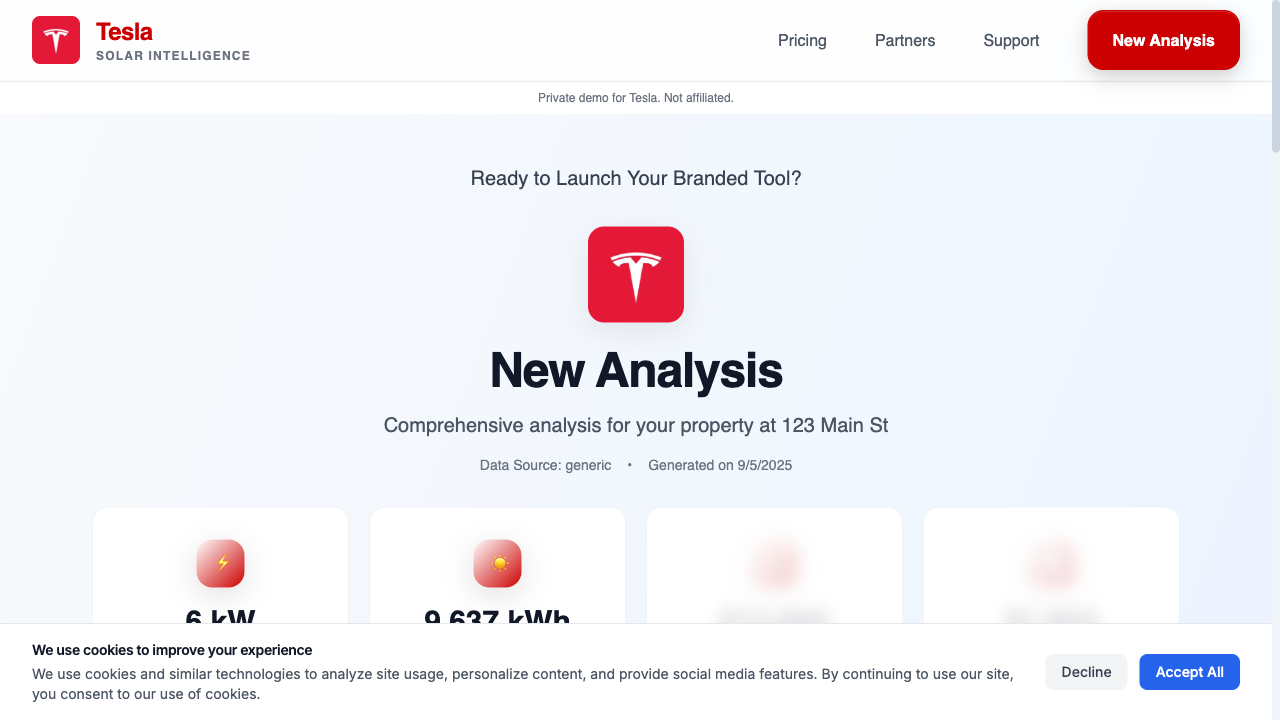 Tesla
SOLAR INTELLIGENCE
Pricing
Partners
Support
New Analysis
Private demo for Tesla. Not affiliated.
Ready to Launch Your Branded Tool?
New Analysis
Comprehensive analysis for your property at 123 Main St
Data Source: generic • Generated on 9/5/2025
6 kW
9,637 kWh
We use cookies to improve your experience
We use cookies and similar technologies to analyze site usage, personalize content, and provide social media features. By continuing to use our site,
you consent to our use of cookies.
Decline
Accept All